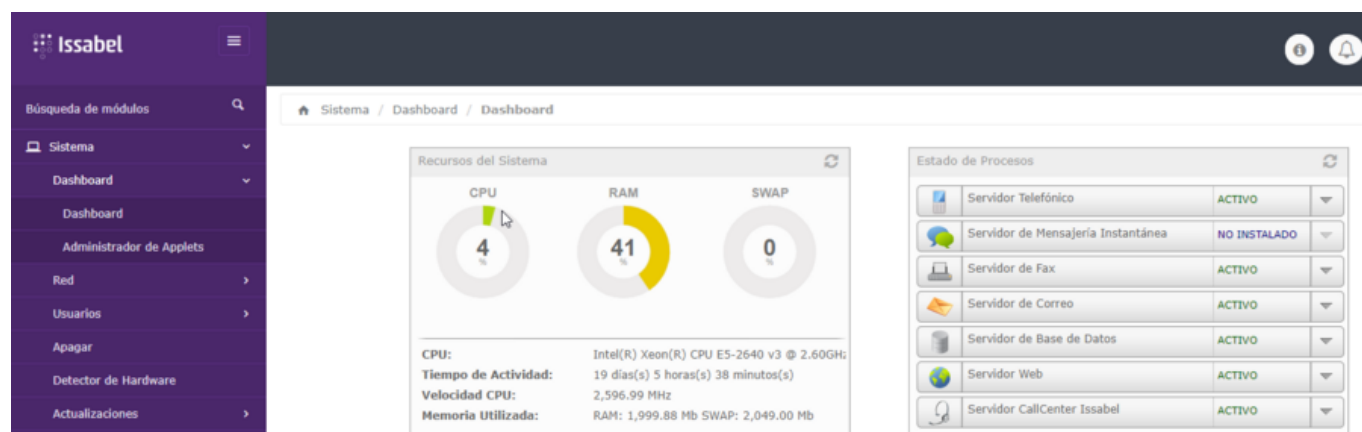 Issabel
Búsqueda de módulos
Sistema / Dashboard / Dashboard
Sistema
Dashboard
Dashboard
Administrador de Applets
Red
Usuarios
Apagar
Detector de Hardware
Actualizaciones
Recursos del Sistema
CPU RAM SWAP
4 41 0
% % %
CPU: Intel(R) Xeon(R) CPU E5-2640 v3 @ 2.60GHz
Tiempo de Actividad: 19 días(s) 5 horas(s) 38 minutos(s)
Velocidad CPU: 2,596.99 MHz
Memoria Utilizada: RAM: 1,999.88 Mb SWAP: 2,049.00 Mb
Estado de Procesos
Servidor Telefónico ACTIVO
Servidor de Mensajería Instantánea NO INSTALADO
Servidor de Fax ACTIVO
Servidor de Correo ACTIVO
Servidor de Base de Datos ACTIVO
Servidor Web ACTIVO
Servidor CallCenter Issabel ACTIVO